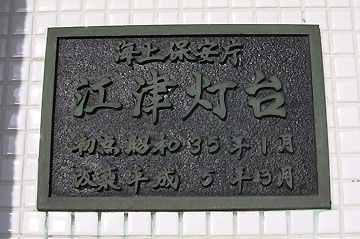 海上保安庁
江津灯台
初点昭和35年1月
改築平成5年3月